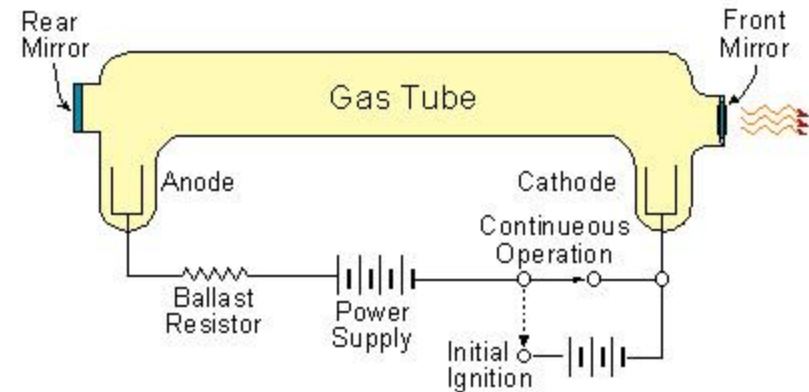 Rear
Mirror
Front
Mirror
Gas Tube
Anode
Cathode
Continueous
Operation
Ballast
Resistor
Power
Supply
Initial
Ignition